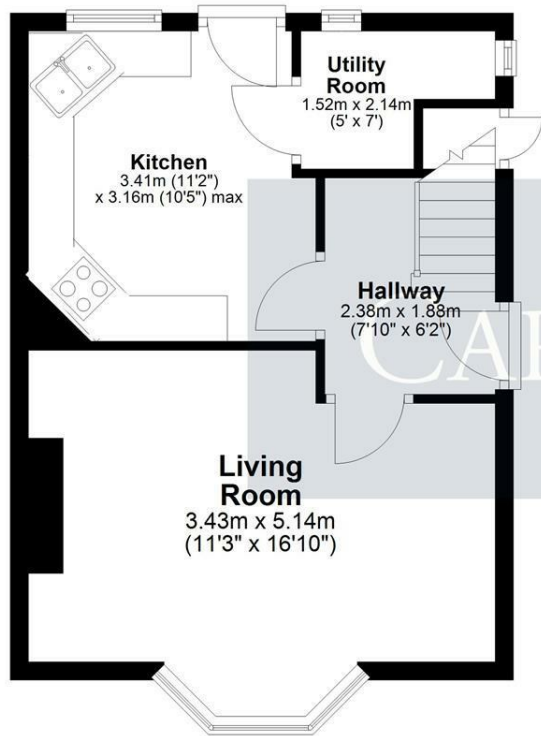 Utility
Room
1.52m x 2.14m
(5' x 7')
Kitchen
3.41m (11'2")
x 3.16m (10'5") max
Hallway
2.38m x 1.88m
(7'10" x 6'2")
Living
Room
3.43m x 5.14m
(11'3" x 16'10")